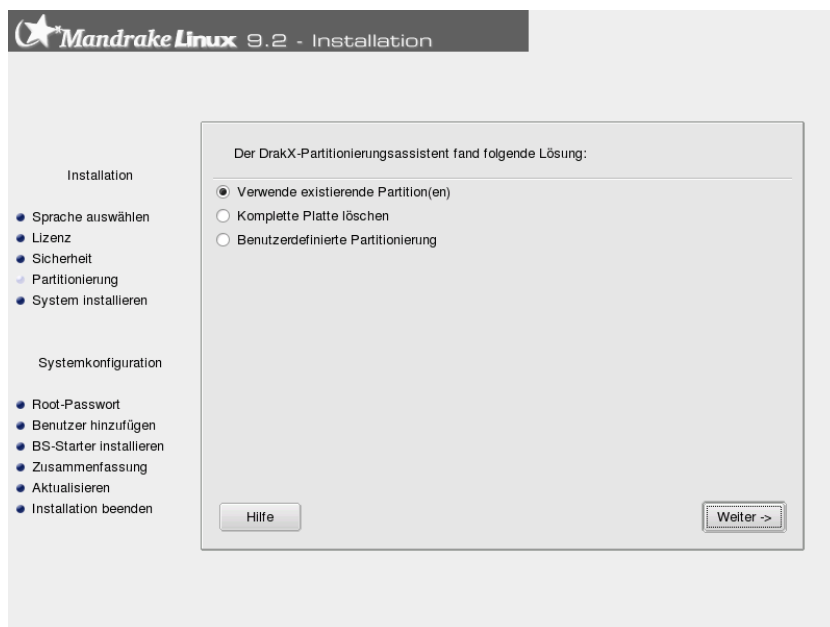 Mandrake Linux 9.2 - Installation
Der DrakX-Partitionierungsassistent fand folgende Lösung:
Verwende existierende Partition(en)
Komplette Platte löschen
Benutzerdefinierte Partitionierung
Hilfe
Weiter ->
Installation
Sprache auswählen
Lizenz
Sicherheit
Partitionierung
System installieren
Systemkonfiguration
Root-Passwort
Benutzer hinzufügen
BS-Starter installieren
Zusammenfassung
Aktualisieren
Installation beenden